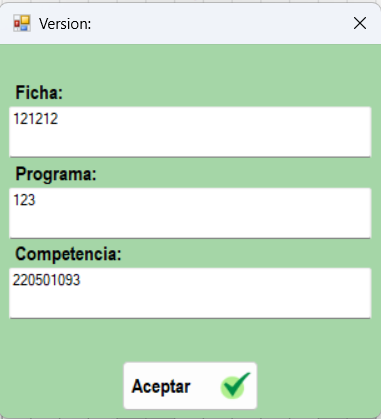 Version:
Ficha:
121212
Programa:
123
Competencia:
220501093
Aceptar